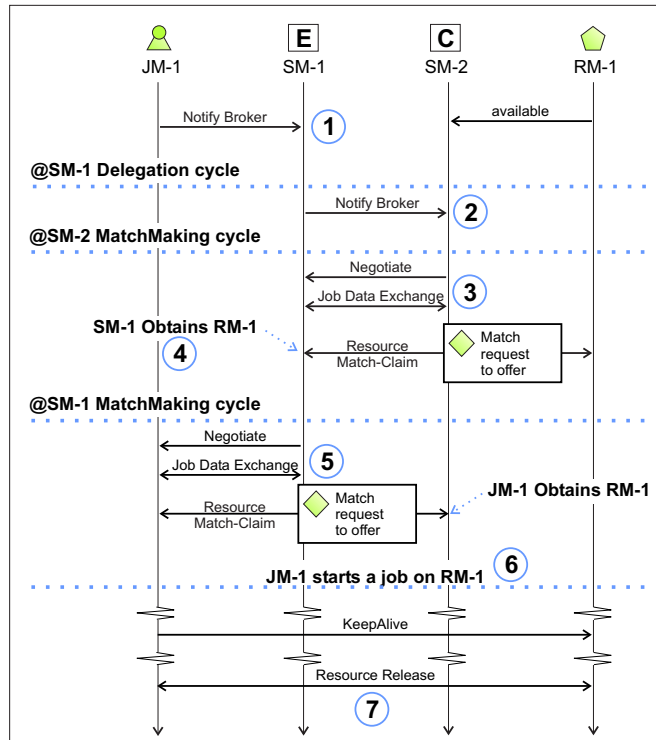 E
C
JM-1
SM-1
SM-2
RM-1
Notify Broker
1
available
@SM-1 Delegation cycle
Notify Broker
2
@SM-2 MatchMaking cycle
Negotiate
3
Job Data Exchange
SM-1 Obtains RM-1
4
Resource
Match-Claim
Match
request
to offer
@SM-1 MatchMaking cycle
Negotiate
5
Job Data Exchange
Resource
Match-Claim
Match
request
to offer
JM-1 Obtains RM-1
6
JM-1 starts a job on RM-1
KeepAlive
Resource Release
7